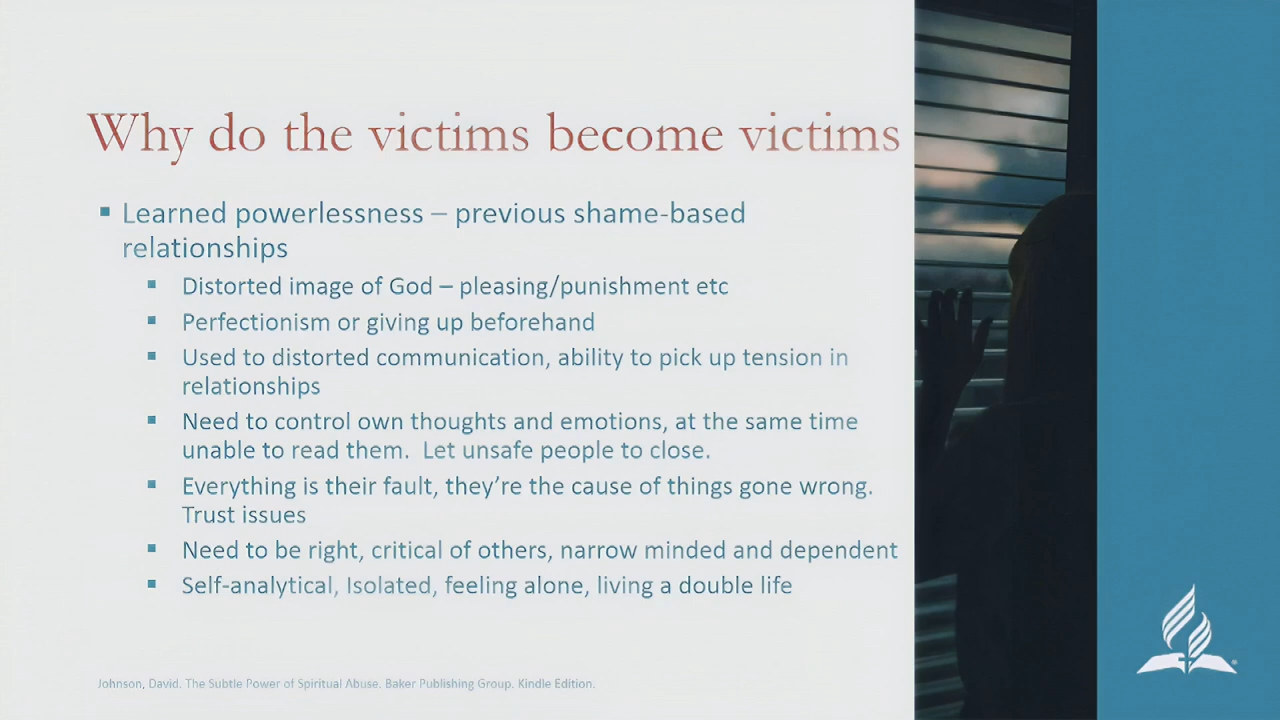 Why do the victims become victims
▪ Learned powerlessness – previous shame-based
relationships
▪ Distorted image of God – pleasing/punishment etc
▪ Perfectionism or giving up beforehand
▪ Used to distorted communication, ability to pick up tension in
relationships
▪ Need to control own thoughts and emotions, at the same time
unable to read them.  Let unsafe people to close.
▪ Everything is their fault, they’re the cause of things gone wrong.
Trust issues
▪ Need to be right, critical of others, narrow minded and dependent
▪ Self-analytical, Isolated, feeling alone, living a double life
Johnson, David. The Subtle Power of Spiritual Abuse. Baker Publishing Group. Kindle Edition.